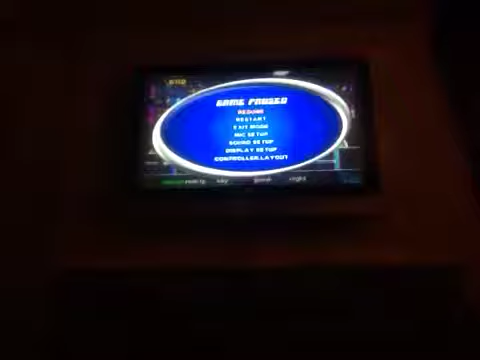 GAME PAUSED
RESUME
RESTART
EXIT MODE
MIC SETUP
SOUND SETUP
DISPLAY SETUP
CONTROLLER LAYOUT